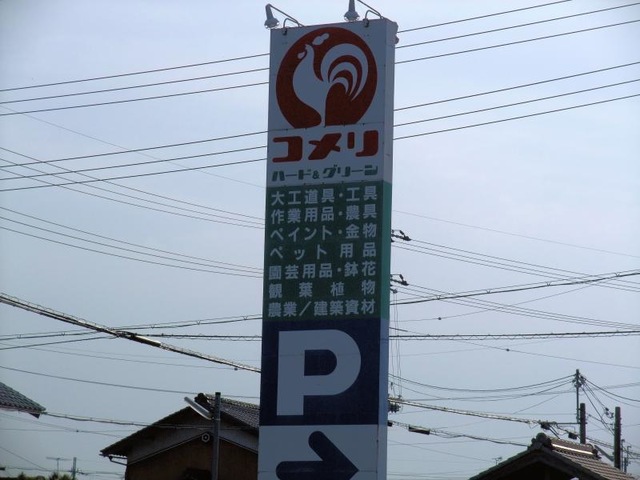 コメリ
ハード&グリーン
大工道具・工具
作業用品・農具
ペイント・金物
ペット用品
園芸用品・鉢花
観葉植物
農業/建築資材
P